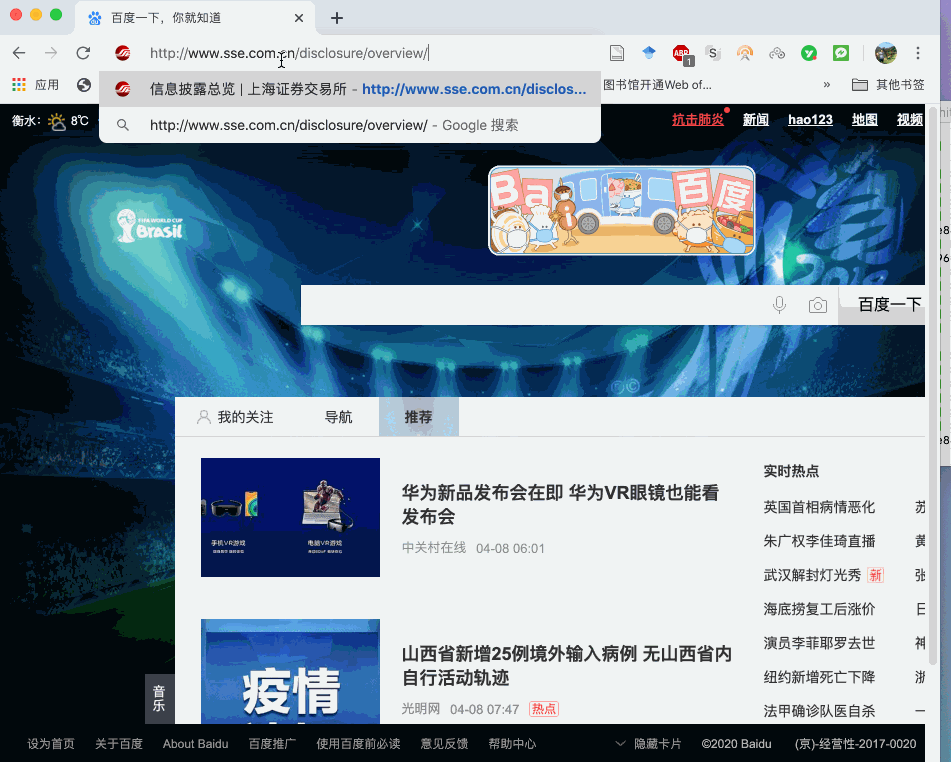 百度一下，你就知道
http://www.sse.com.cn/disclosure/overview/
ABP
1
S
应用
信息披露总览 | 上海证券交易所 - http://www.sse.com.cn/disclos...
图书馆开通Web of...
»
其他书签
http://www.sse.com.cn/disclosure/overview/ - Google 搜索
衡水：
8℃
抗击肺炎
新闻
hao123
地图
视频
FIFA WORLD CUP
Brasil
Bai
百度
百度一下
我的关注
导航
推荐
手机VR游戏
电脑VR游戏
华为新品发布会在即 华为VR眼镜也能看
发布会
中关村在线 04-08 06:01
实时热点
英国首相病情恶化
苏
朱广权李佳琦直播
黄
武汉解封灯光秀 新
张
海底捞复工后涨价
日
演员李菲耶罗去世
神
纽约新增死亡下降
浙
法甲确诊队医自杀
一
疫情
山西省新增25例境外输入病例 无山西省内
自行活动轨迹
光明网 04-08 07:47 热点
音乐
设为首页 关于百度 About Baidu 百度推广 使用百度前必读 意见反馈 帮助中心 隐藏卡片 ©2020 Baidu (京)-经营性-2017-0020